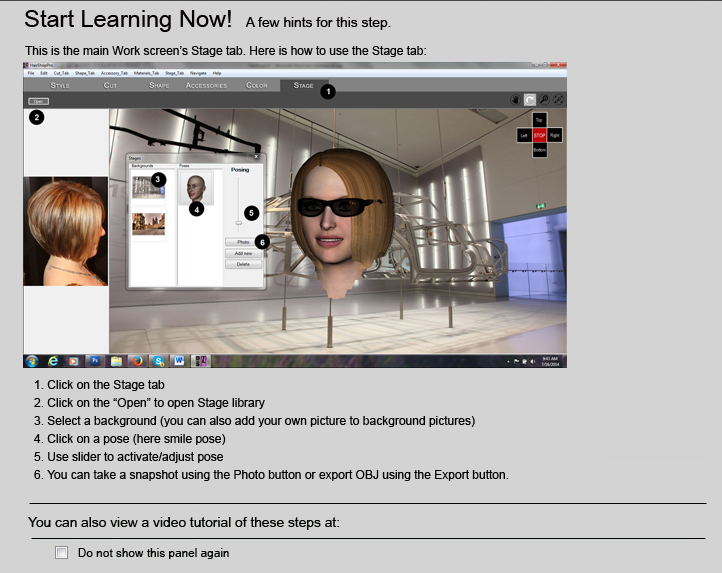 Start Learning Now! A few hints for this step.
This is the main Work screen's Stage tab. Here is how to use the Stage tab:
HairShopPro
File Edit Cut_Tab Shape_Tab Accessory_Tab Materials_Tab Stage_Tab Navigate Help
STYLE CUT SHAPE ACCESSORIES COLOR STAGE 1
Open
2
Top
Left STOP Right
Bottom
Stages
Backgrounds Poses
Posing
3
4
5
Photo 6
Add new
Delete
9:41 AM
7/26/2014
1. Click on the Stage tab
2. Click on the “Open” to open Stage library
3. Select a background (you can also add your own picture to background pictures)
4. Click on a pose (here smile pose)
5. Use slider to activate/adjust pose
6. You can take a snapshot using the Photo button or export OBJ using the Export button.
You can also view a video tutorial of these steps at:
Do not show this panel again